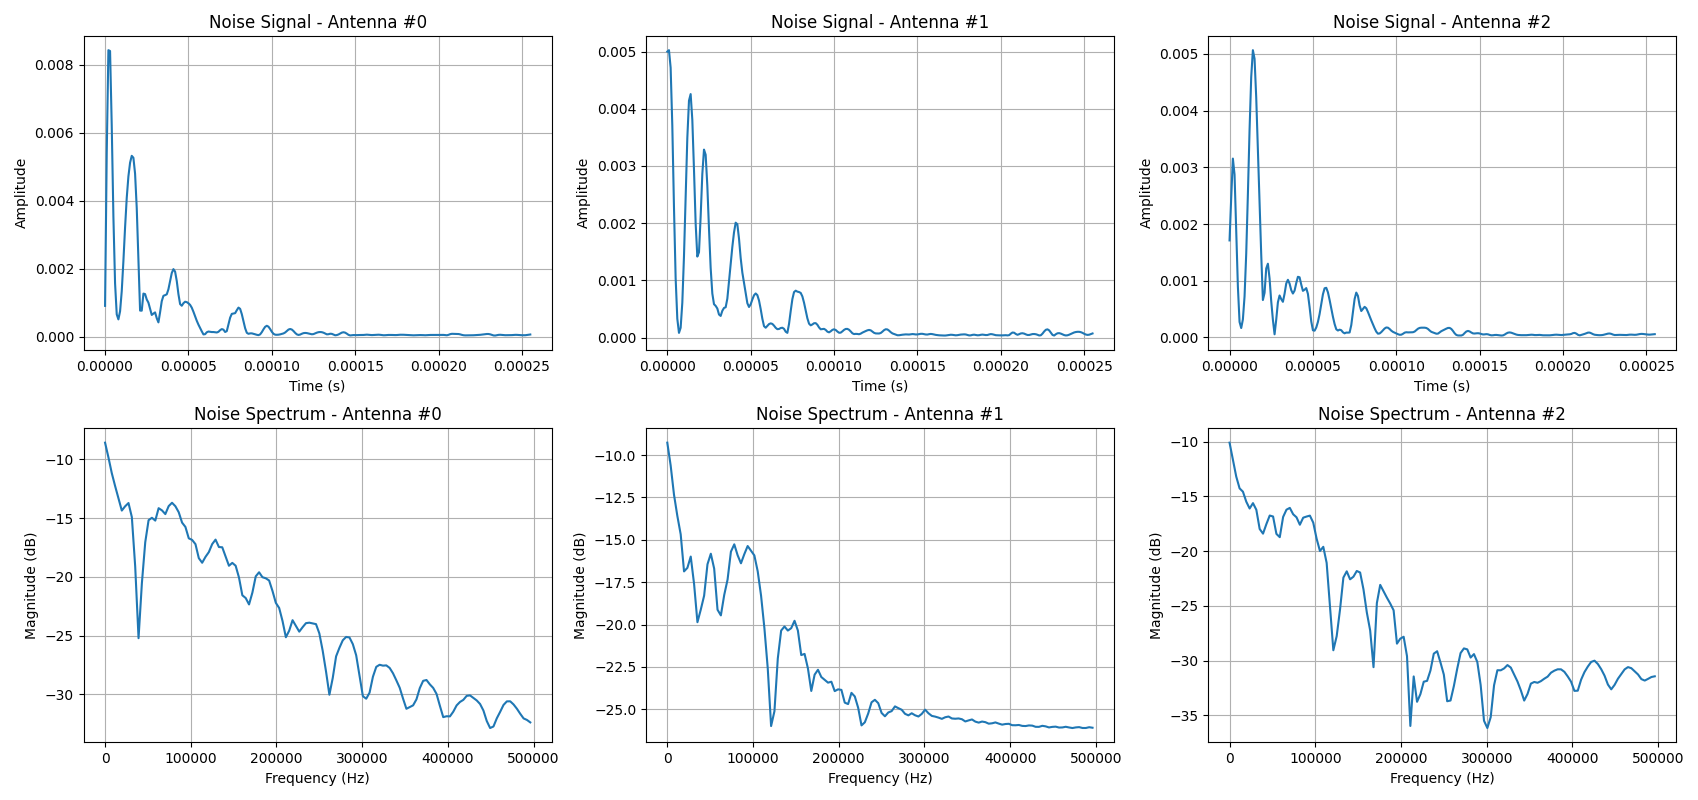 Noise Signal - Antenna #0
Amplitude
0.008
0.006
0.004
0.002
0.000
0.00000 0.00005 0.00010 0.00015 0.00020 0.00025
Time (s)
Noise Signal - Antenna #1
Amplitude
0.005
0.004
0.003
0.002
0.001
0.000
0.00000 0.00005 0.00010 0.00015 0.00020 0.00025
Time (s)
Noise Signal - Antenna #2
Amplitude
0.005
0.004
0.003
0.002
0.001
0.000
0.00000 0.00005 0.00010 0.00015 0.00020 0.00025
Time (s)
Noise Spectrum - Antenna #0
Magnitude (dB)
−10
−15
−20
−25
−30
0 100000 200000 300000 400000 500000
Frequency (Hz)
Noise Spectrum - Antenna #1
Magnitude (dB)
−10.0
−12.5
−15.0
−17.5
−20.0
−22.5
−25.0
0 100000 200000 300000 400000 500000
Frequency (Hz)
Noise Spectrum - Antenna #2
Magnitude (dB)
−10
−15
−20
−25
−30
−35
0 100000 200000 300000 400000 500000
Frequency (Hz)